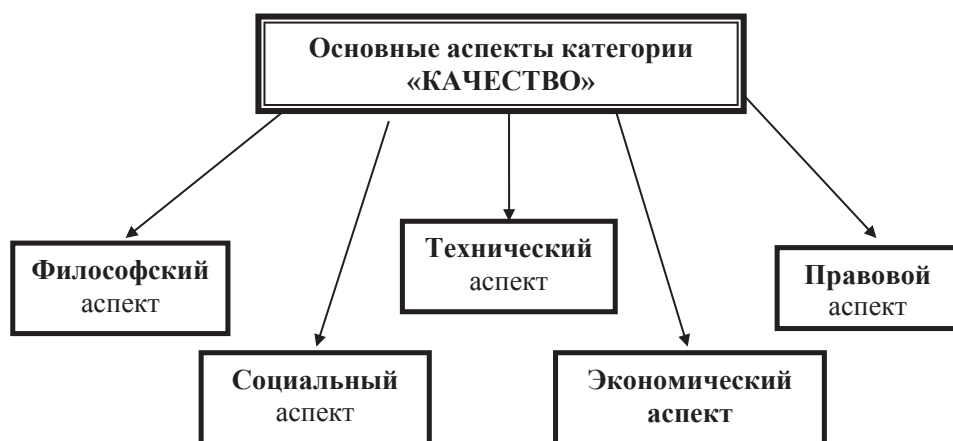 Основные аспекты категории
«КАЧЕСТВО»
Философский
аспект
Социальный
аспект
Технический
аспект
Экономический
аспект
Правовой
аспект